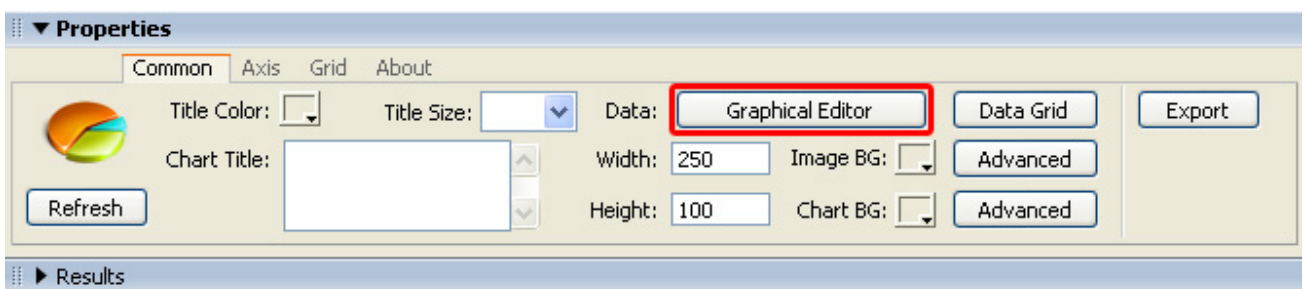 Properties
Common Axis Grid About
Title Color: Title Size: Data: Graphical Editor Data Grid Export
Chart Title: Width: 250 Image BG: Advanced
Refresh Height: 100 Chart BG: Advanced
Results